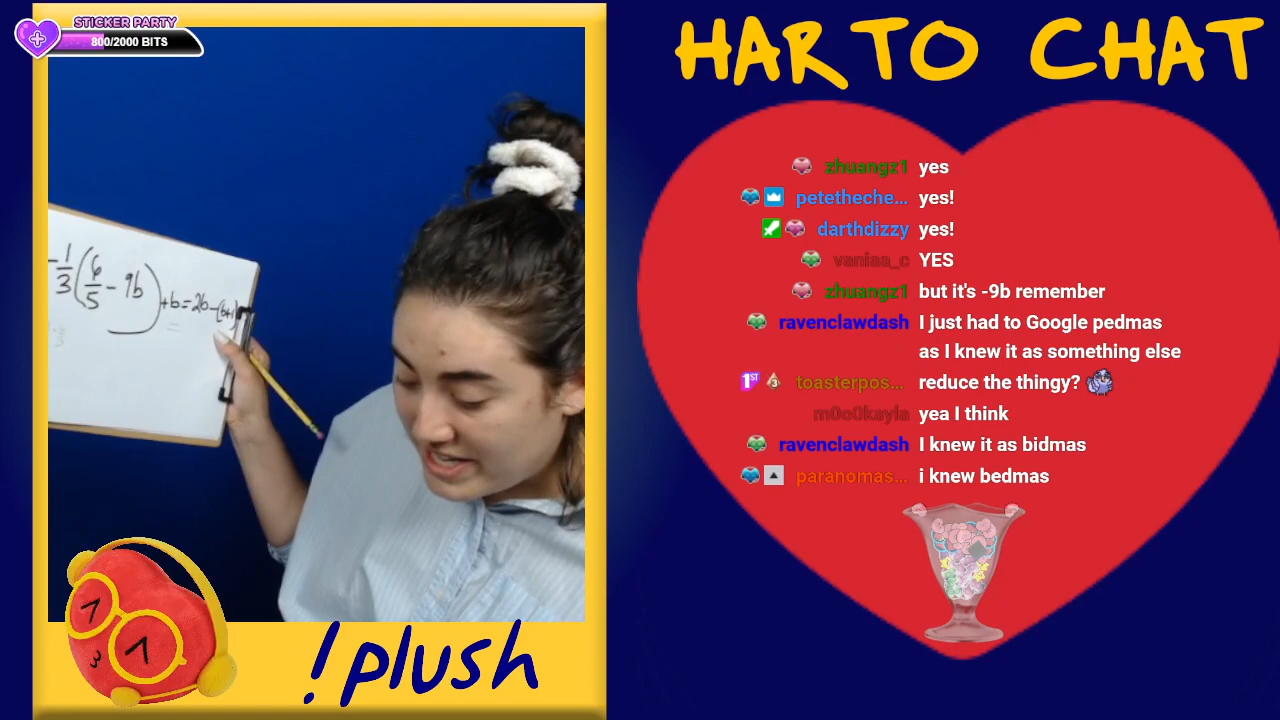 STICKER PARTY
800/2000 BITS
HARTO CHAT
zhuangz1 yes
petetheche... yes!
darthdizzy yes!
vaniaa_c YES
zhuangz1 but it's -9b remember
ravenclawdash I just had to Google pedmas
as I knew it as something else
1ST toasterpos... reduce the thingy?
m0o0kayla yea I think
ravenclawdash I knew it as bidmas
paranomas... i knew bedmas
-1/3(6/5 - 9b) + b = 2b - (b+1)
!plush